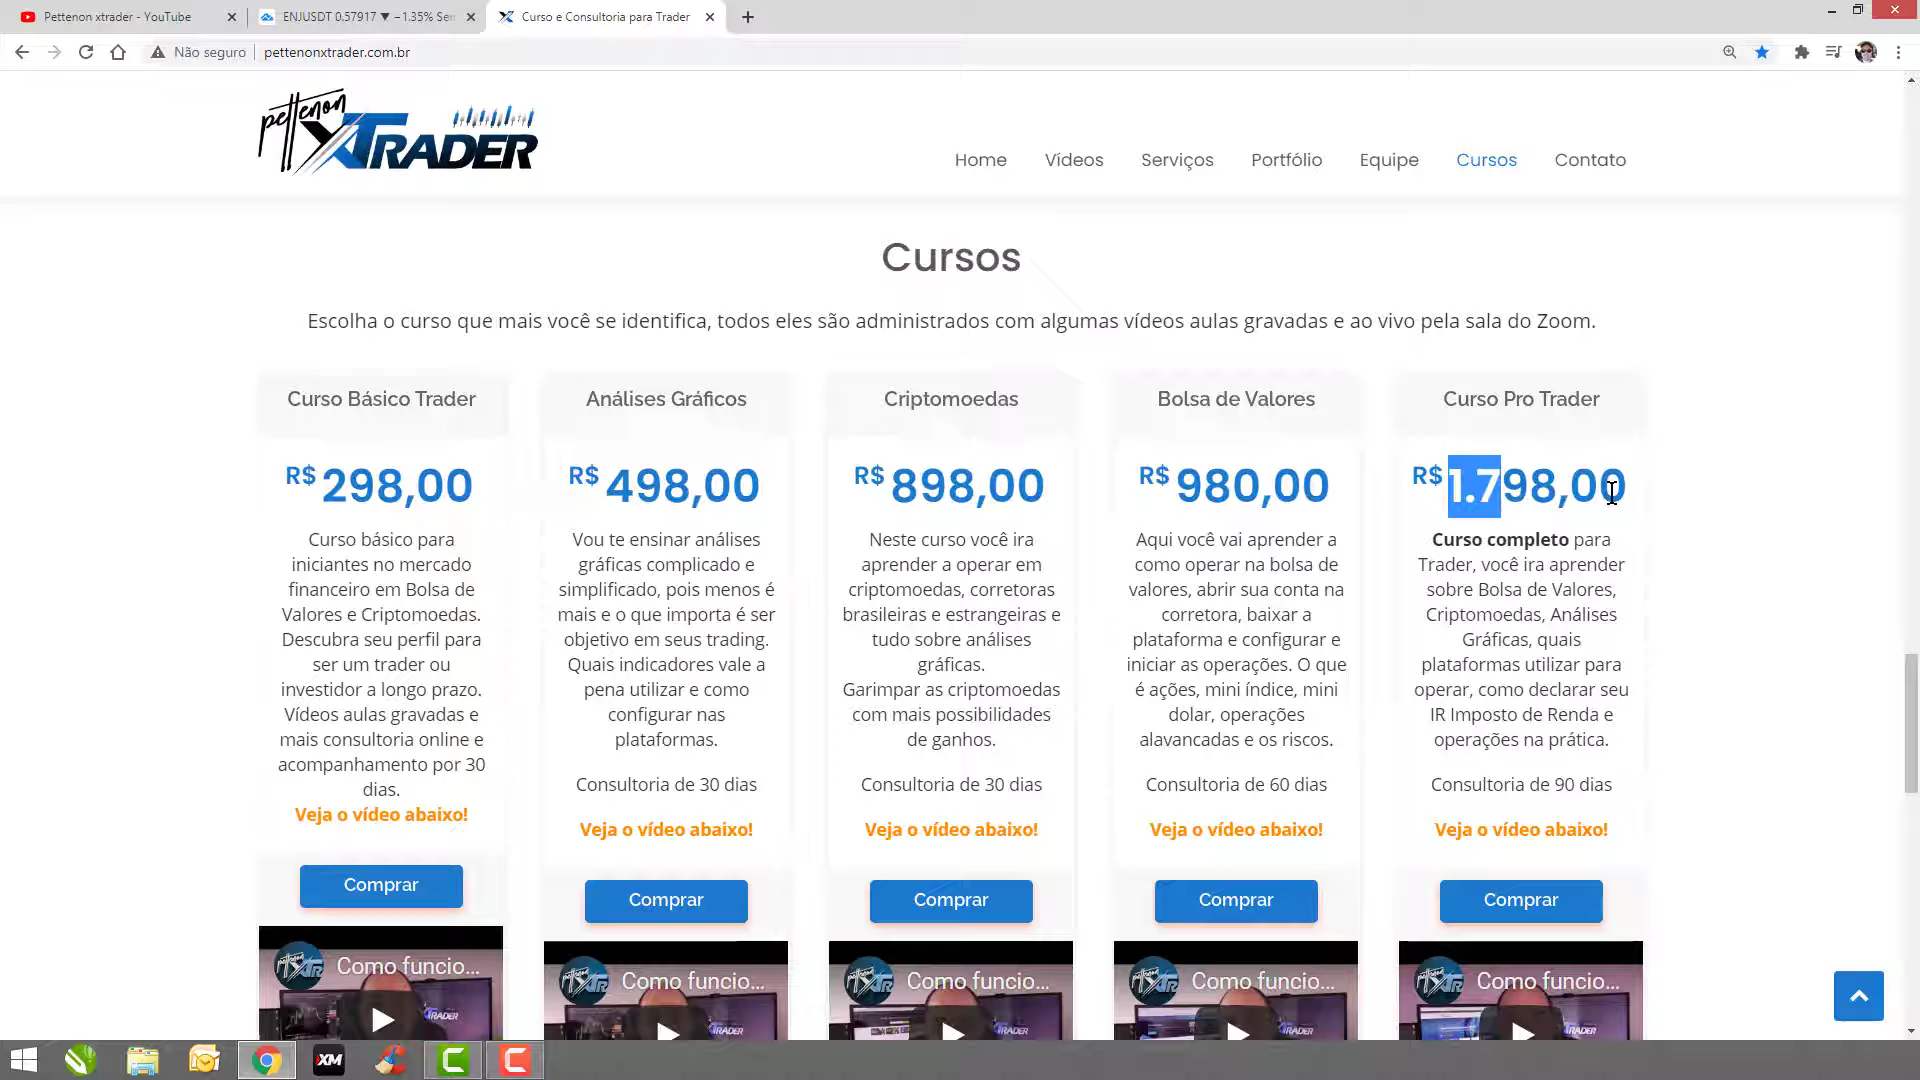 Pettenon xtrader - YouTube
ENJUSDT 0.57917 ▼ −1.35% Se
Curso e Consultoria para Trader
Não seguro
pettenonxtrader.com.br
pettenon
XTRADER
Home
Vídeos
Serviços
Portfólio
Equipe
Cursos
Contato
Cursos
Escolha o curso que mais você se identifica, todos eles são administrados com algumas vídeos aulas gravadas e ao vivo pela sala do Zoom.
Curso Básico Trader
R$ 298,00
Curso básico para
iniciantes no mercado
financeiro em Bolsa de
Valores e Criptomoedas.
Descubra seu perfil para
ser um trader ou
investidor a longo prazo.
Vídeos aulas gravadas e
mais consultoria online e
acompanhamento por 30
dias.
Veja o vídeo abaixo!
Comprar
Como funcio...
Análises Gráficos
R$ 498,00
Vou te ensinar análises
gráficas complicado e
simplificado, pois menos é
mais e o que importa é ser
objetivo em seus trading.
Quais indicadores vale a
pena utilizar e como
configurar nas
plataformas.
Consultoria de 30 dias
Veja o vídeo abaixo!
Comprar
Como funcio...
Criptomoedas
R$ 898,00
Neste curso você ira
aprender a operar em
criptomoedas, corretoras
brasileiras e estrangeiras e
tudo sobre análises
gráficas.
Garimpar as criptomoedas
com mais possibilidades
de ganhos.
Consultoria de 30 dias
Veja o vídeo abaixo!
Comprar
Como funcio...
Bolsa de Valores
R$ 980,00
Aqui você vai aprender a
como operar na bolsa de
valores, abrir sua conta na
corretora, baixar a
plataforma e configurar e
iniciar as operações. O que
é ações, mini índice, mini
dolar, operações
alavancadas e os riscos.
Consultoria de 60 dias
Veja o vídeo abaixo!
Comprar
Como funcio...
Curso Pro Trader
R$ 1.798,00
Curso completo para
Trader, você ira aprender
sobre Bolsa de Valores,
Criptomoedas, Análises
Gráficas, quais
plataformas utilizar para
operar, como declarar seu
IR Imposto de Renda e
operações na prática.
Consultoria de 90 dias
Veja o vídeo abaixo!
Comprar
Como funcio...
XM